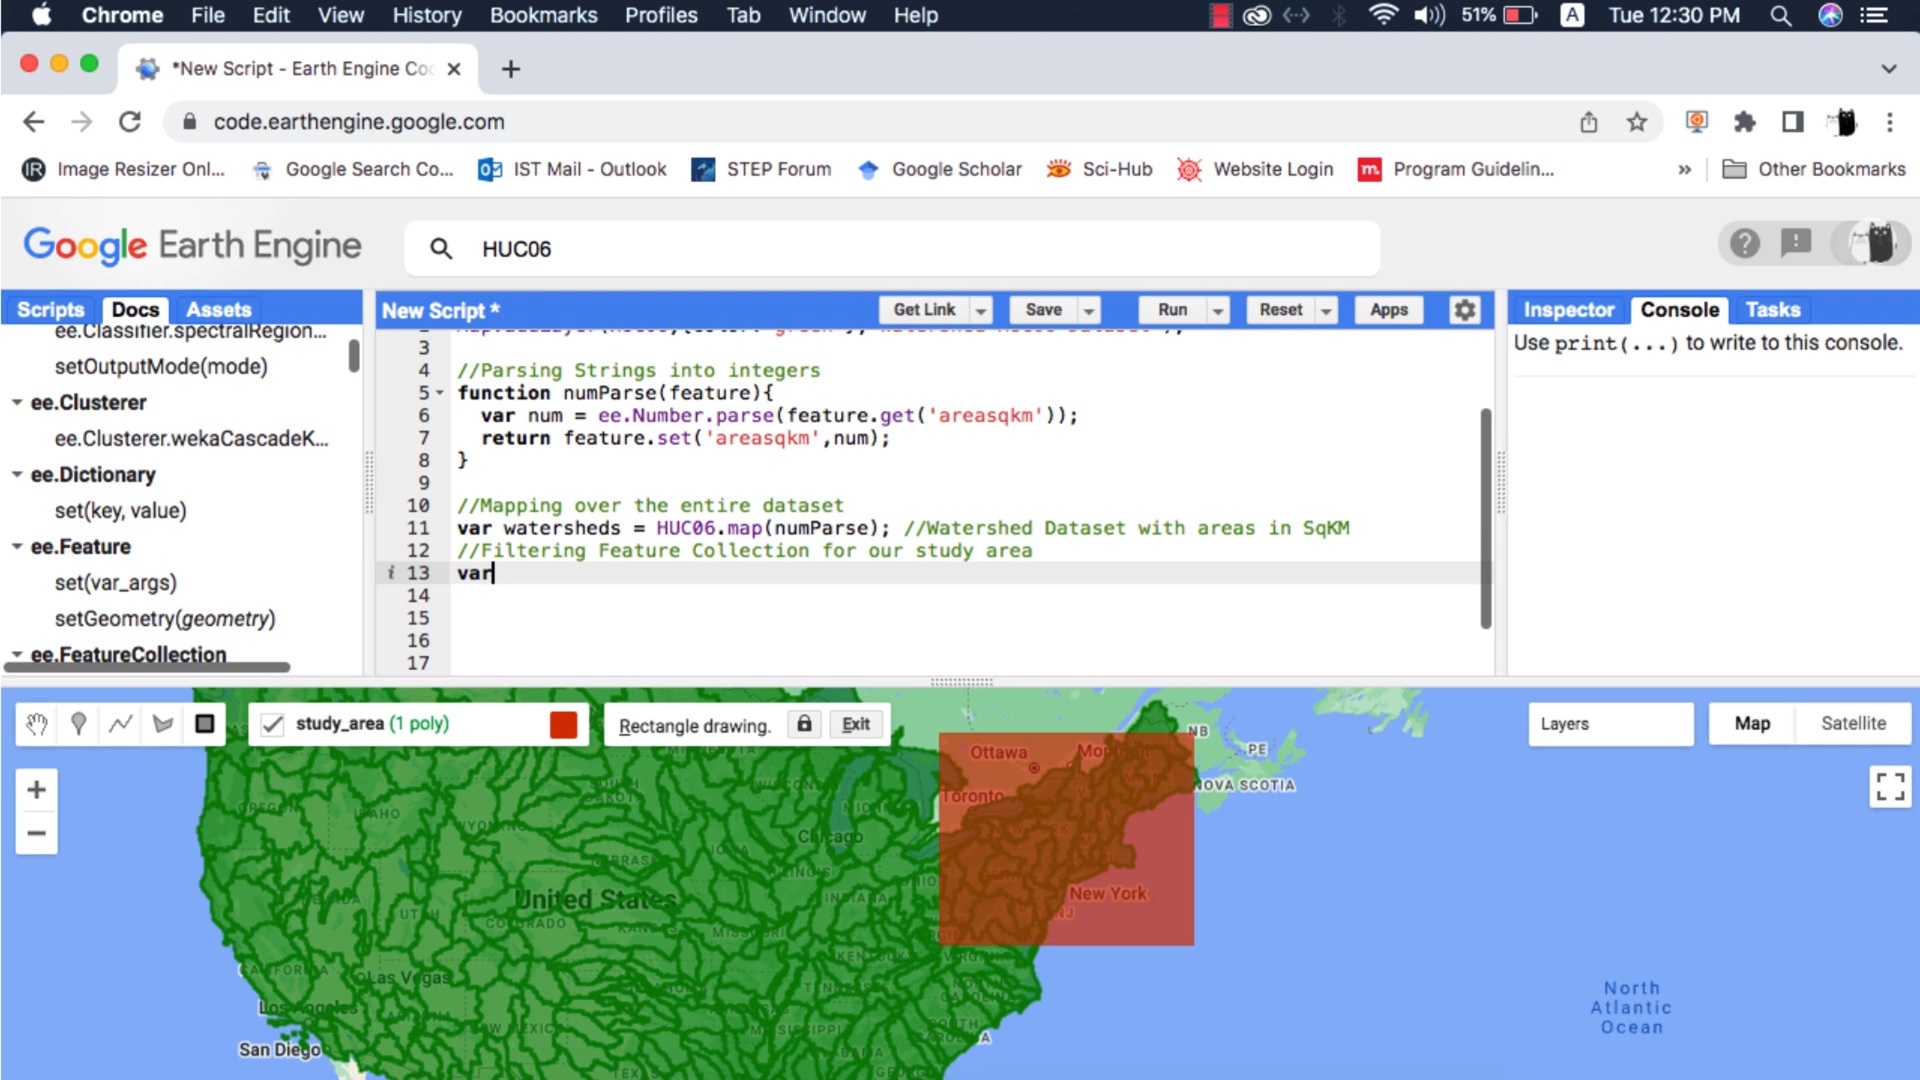 Chrome File Edit View History Bookmarks Profiles Tab Window Help 51% A Tue 12:30 PM
*New Script - Earth Engine Co
code.earthengine.google.com
IR Image Resizer Onl... Google Search Co... IST Mail - Outlook STEP Forum Google Scholar Sci-Hub Website Login m Program Guidelin... » Other Bookmarks
Google Earth Engine HUC06
Scripts Docs Assets New Script * Get Link Save Run Reset Apps Inspector Console Tasks
ee.Classifier.spectralRegion...
setOutputMode(mode)
ee.Clusterer
ee.Clusterer.wekaCascadeK...
ee.Dictionary
set(key, value)
ee.Feature
set(var_args)
setGeometry(geometry)
ee.FeatureCollection
3
4 //Parsing Strings into integers
5 function numParse(feature){
6 var num = ee.Number.parse(feature.get('areasqkm'));
7 return feature.set('areasqkm',num);
8 }
9
10 //Mapping over the entire dataset
11 var watersheds = HUC06.map(numParse); //Watershed Dataset with areas in SqKM
12 //Filtering Feature Collection for our study area
i 13 var
14
15
16
17
Use print(...) to write to this console.
study_area (1 poly) Rectangle drawing. Exit Layers Map Satellite
+
−
Ottawa
NB
PE
NOVA SCOTIA
Toronto
Chicago
IDAHO
United States
New York
NJ
COLORADO
INDIANA
UTAH
Las Vegas
CALIFORNIA
Los Angeles
San Diego
North
Atlantic
Ocean